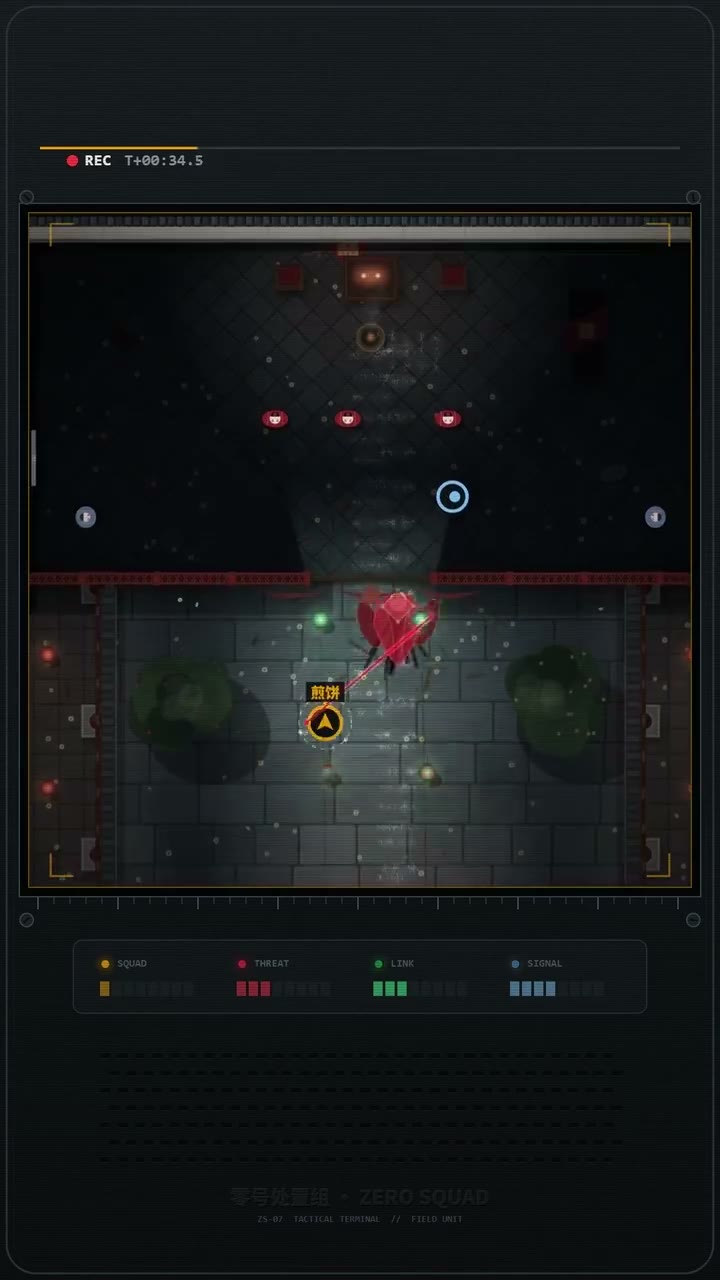 REC T+00:34.5
煎饼
SQUAD THREAT LINK SIGNAL
零号处置组 · ZERO SQUAD
ZS-07 TACTICAL TERMINAL // FIELD UNIT